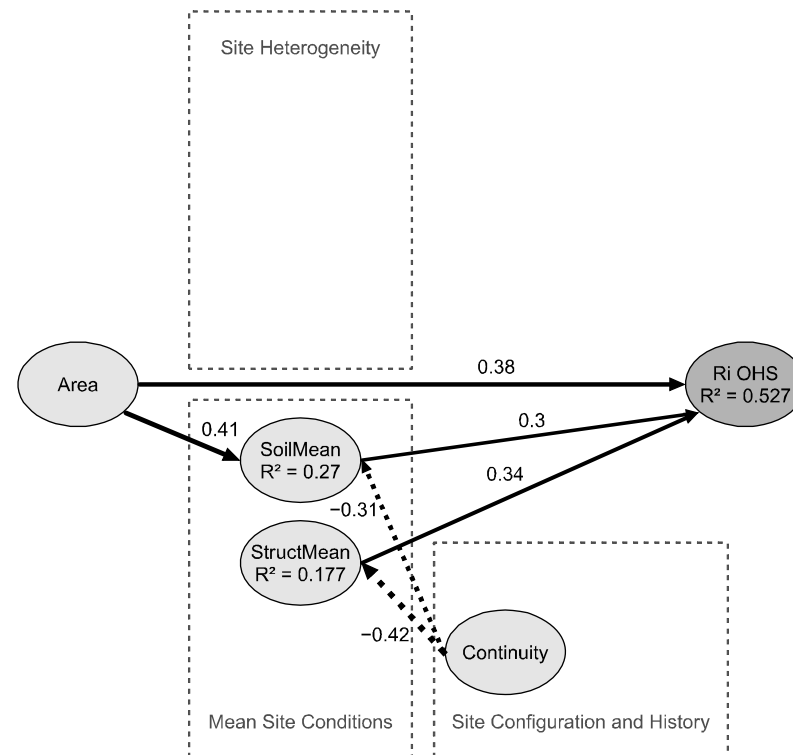 Site Heterogeneity
0.38
Area
Ri OHS
R² = 0.527
0.41
0.3
SoilMean
R² = 0.27
0.34
−0.31
StructMean
R² = 0.177
−0.42
Continuity
Mean Site Conditions
Site Configuration and History